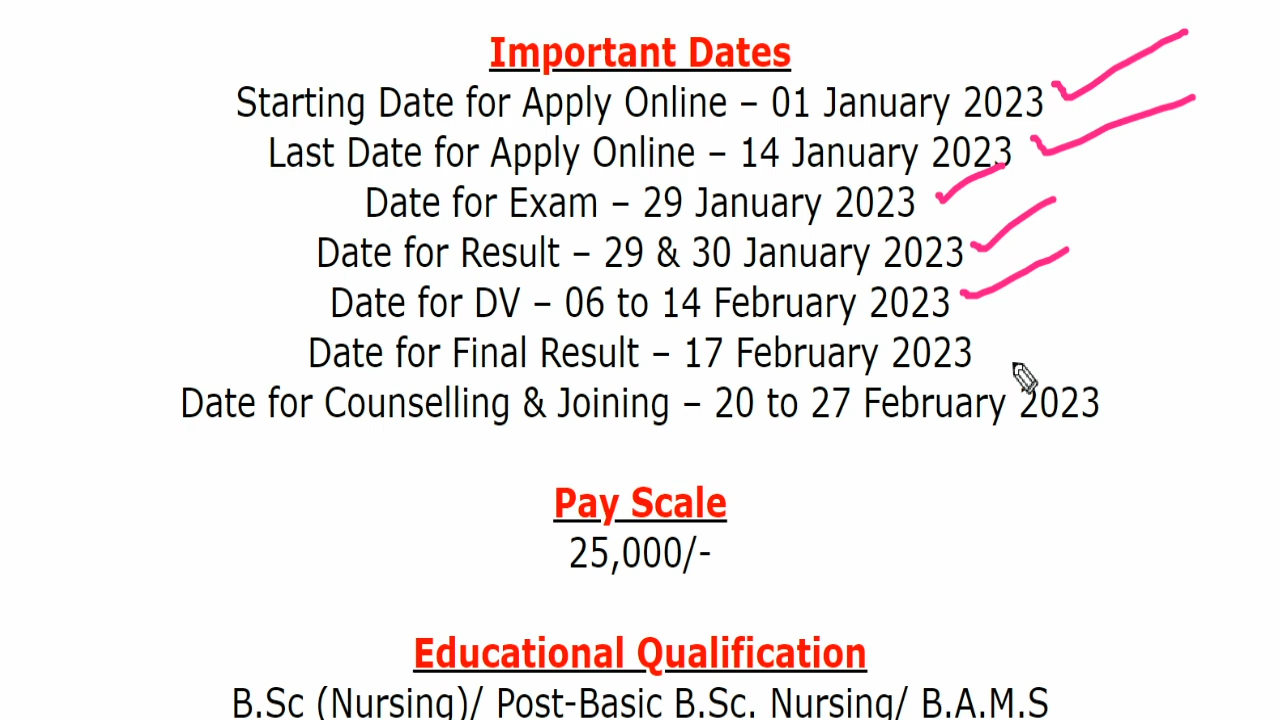 Important Dates
Starting Date for Apply Online – 01 January 2023
Last Date for Apply Online – 14 January 2023
Date for Exam – 29 January 2023
Date for Result – 29 & 30 January 2023
Date for DV – 06 to 14 February 2023
Date for Final Result – 17 February 2023
Date for Counselling & Joining – 20 to 27 February 2023
Pay Scale
25,000/-
Educational Qualification
B.Sc (Nursing)/ Post-Basic B.Sc. Nursing/ B.A.M.S